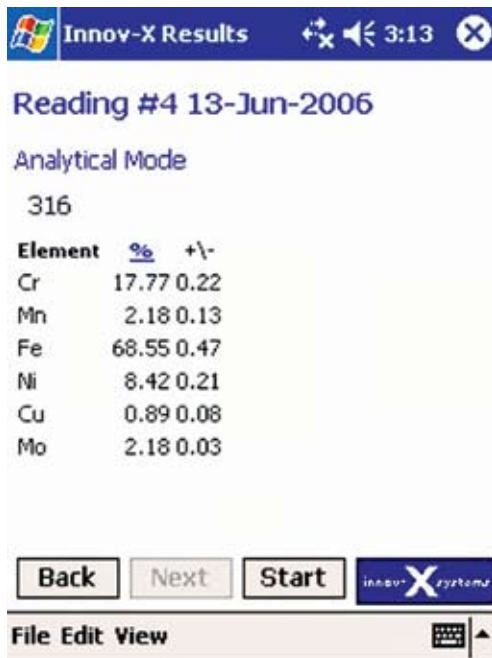 Innov-X Results 3:13
Reading #4 13-Jun-2006
Analytical Mode
316
Element % +\-
Cr 17.77 0.22
Mn 2.18 0.13
Fe 68.55 0.47
Ni 8.42 0.21
Cu 0.89 0.08
Mo 2.18 0.03
Back Next Start innov-X systems
File Edit View